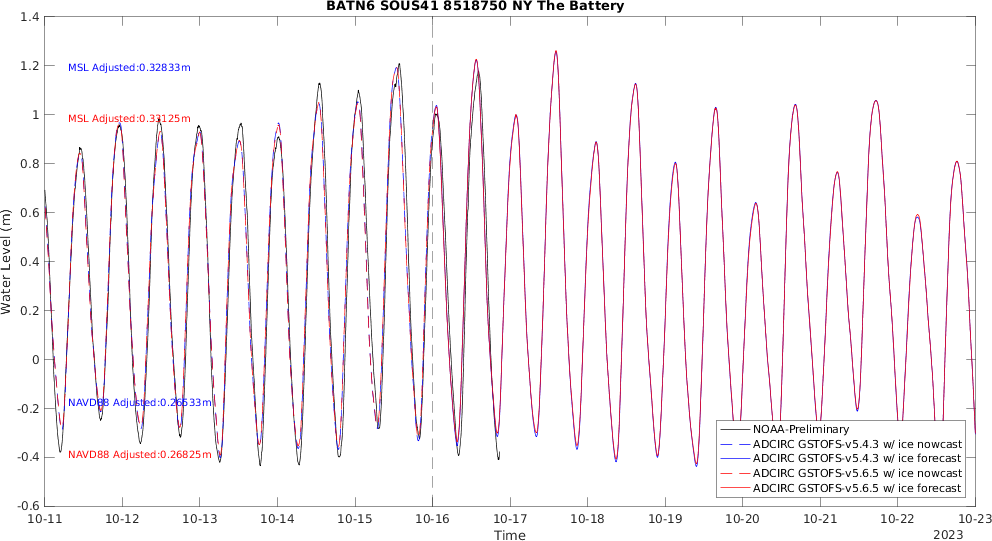 BATN6 SOUS41 8518750 NY The Battery
1.4
1.2
1
0.8
0.6
0.4
0.2
0
-0.2
-0.4
-0.6
Water Level (m)
MSL Adjusted:0.32833m
MSL Adjusted:0.33125m
NAVD88 Adjusted:0.26533m
NAVD88 Adjusted:0.26825m
NOAA-Preliminary
ADCIRC GSTOFS-v5.4.3 w/ ice nowcast
ADCIRC GSTOFS-v5.4.3 w/ ice forecast
ADCIRC GSTOFS-v5.6.5 w/ ice nowcast
ADCIRC GSTOFS-v5.6.5 w/ ice forecast
10-11 10-12 10-13 10-14 10-15 10-16 10-17 10-18 10-19 10-20 10-21 10-22 10-23
Time
2023